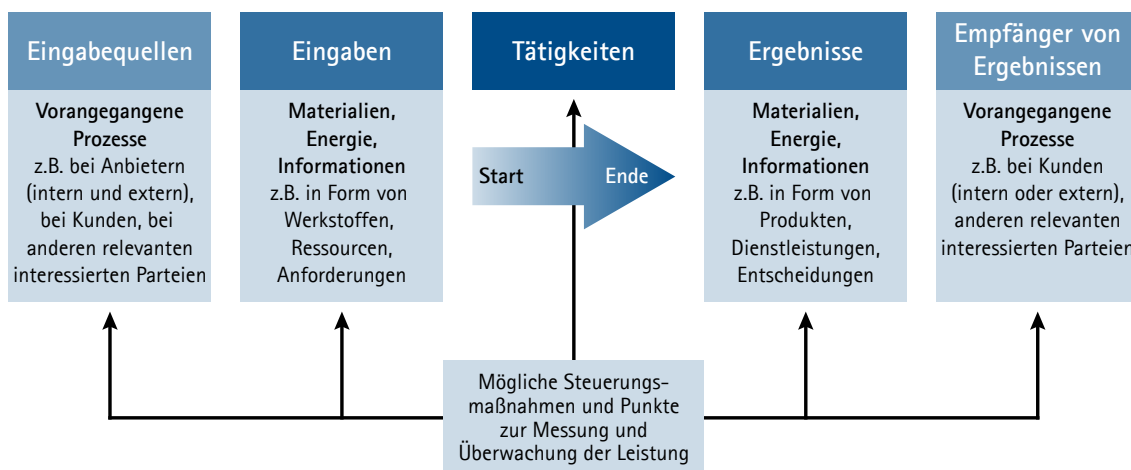 Eingabequellen
Vorangegangene
Prozesse
z.B. bei Anbietern
(intern und extern),
bei Kunden, bei
anderen relevanten
interessierten Parteien
Eingaben
Materialien,
Energie,
Informationen
z.B. in Form von
Werkstoffen,
Ressourcen,
Anforderungen
Tätigkeiten
Start
Ende
Ergebnisse
Materialien,
Energie,
Informationen
z.B. in Form von
Produkten,
Dienstleistungen,
Entscheidungen
Empfänger von
Ergebnissen
Vorangegangene
Prozesse
z.B. bei Kunden
(intern oder extern),
anderen relevanten
interessierten Parteien
Mögliche Steuerungs-
maßnahmen und Punkte
zur Messung und
Überwachung der Leistung